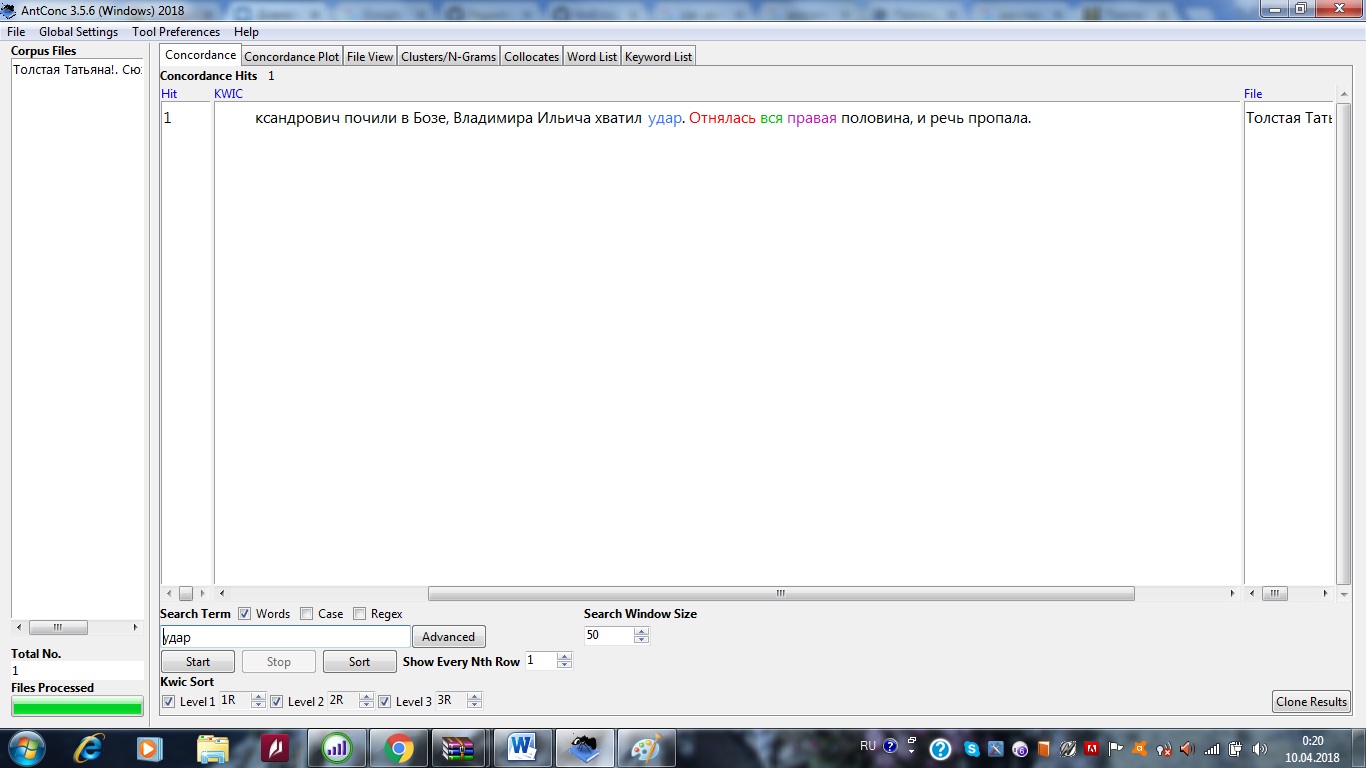 AntConc 3.5.6 (Windows) 2018
File Global Settings Tool Preferences Help
Corpus Files
Толстая Татьяна!. Сю
Concordance Concordance Plot File View Clusters/N-Grams Collocates Word List Keyword List
Concordance Hits 1
Hit KWIC File
1 ксандрович почили в Бозе, Владимира Ильича хватил удар. Отнялась вся правая половина, и речь пропала. Толстая Тать
Search Term Words Case Regex Search Window Size
удар Advanced 50
Total No.
1
Start Stop Sort Show Every Nth Row 1
Files Processed
Kwic Sort
Level 1 1R Level 2 2R Level 3 3R Clone Results
RU 0:20
10.04.2018